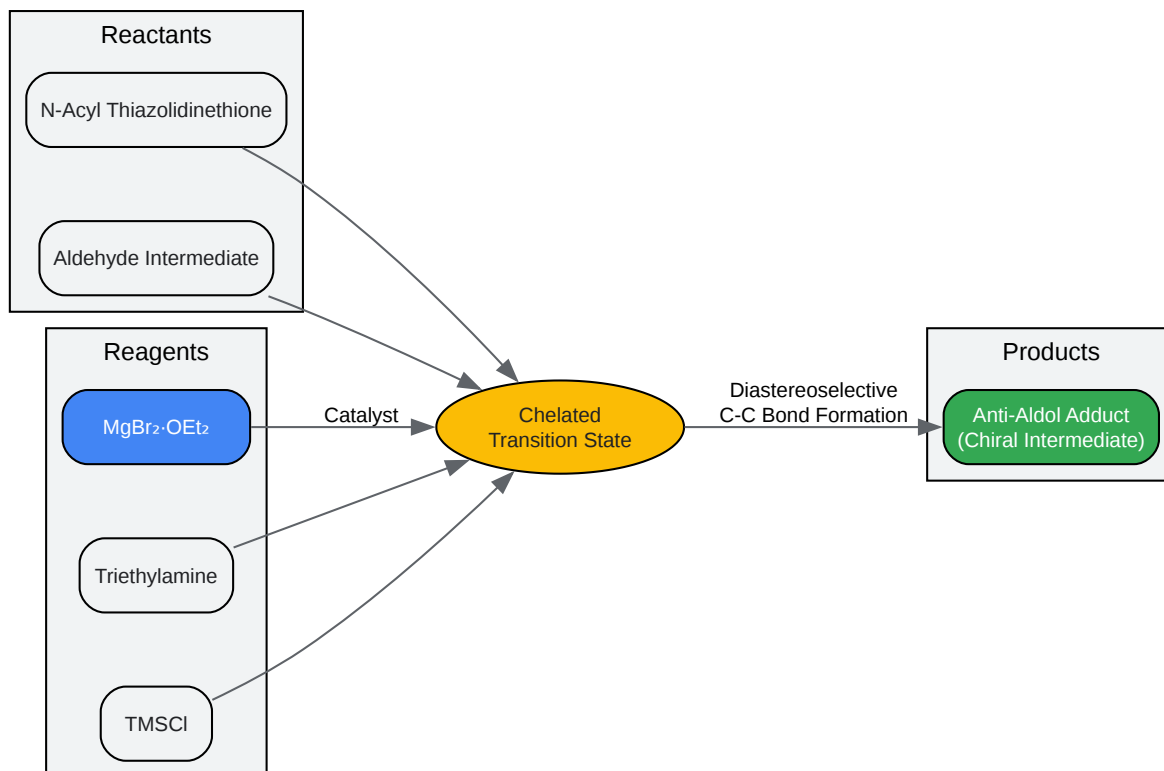 Reactants
N-Acyl Thiazolidinethione
Aldehyde Intermediate
Reagents
MgBr₂·OEt₂
Triethylamine
TMSCl
Catalyst
Chelated
Transition State
Diastereoselective
C-C Bond Formation
Products
Anti-Aldol Adduct
(Chiral Intermediate)